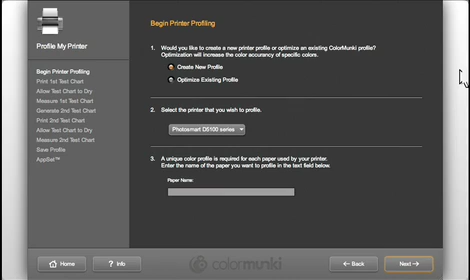 Profile My Printer
Begin Printer Profiling
Print 1st Test Chart
Allow Test Chart to Dry
Measure 1st Test Chart
Generate 2nd Test Chart
Print 2nd Test Chart
Allow Test Chart to Dry
Measure 2nd Test Chart
Save Profile
AppSet™
Begin Printer Profiling
1. Would you like to create a new printer profile or optimize an existing ColorMunki profile?
Optimization will increase the color accuracy of specific colors.
Create New Profile
Optimize Existing Profile
2. Select the printer that you wish to profile.
Photosmart D5100 series
3. A unique color profile is required for each paper used by your printer.
Enter the name of the paper you want to profile in the text field below.
Paper Name:
Home
? Info
colormunki
Back
Next